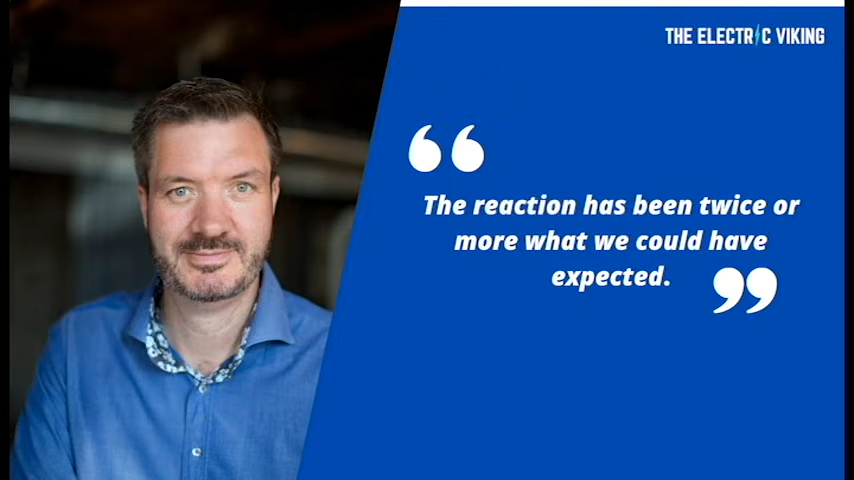 THE ELECTRIC VIKING
“
The reaction has been twice or
more what we could have
expected.
”